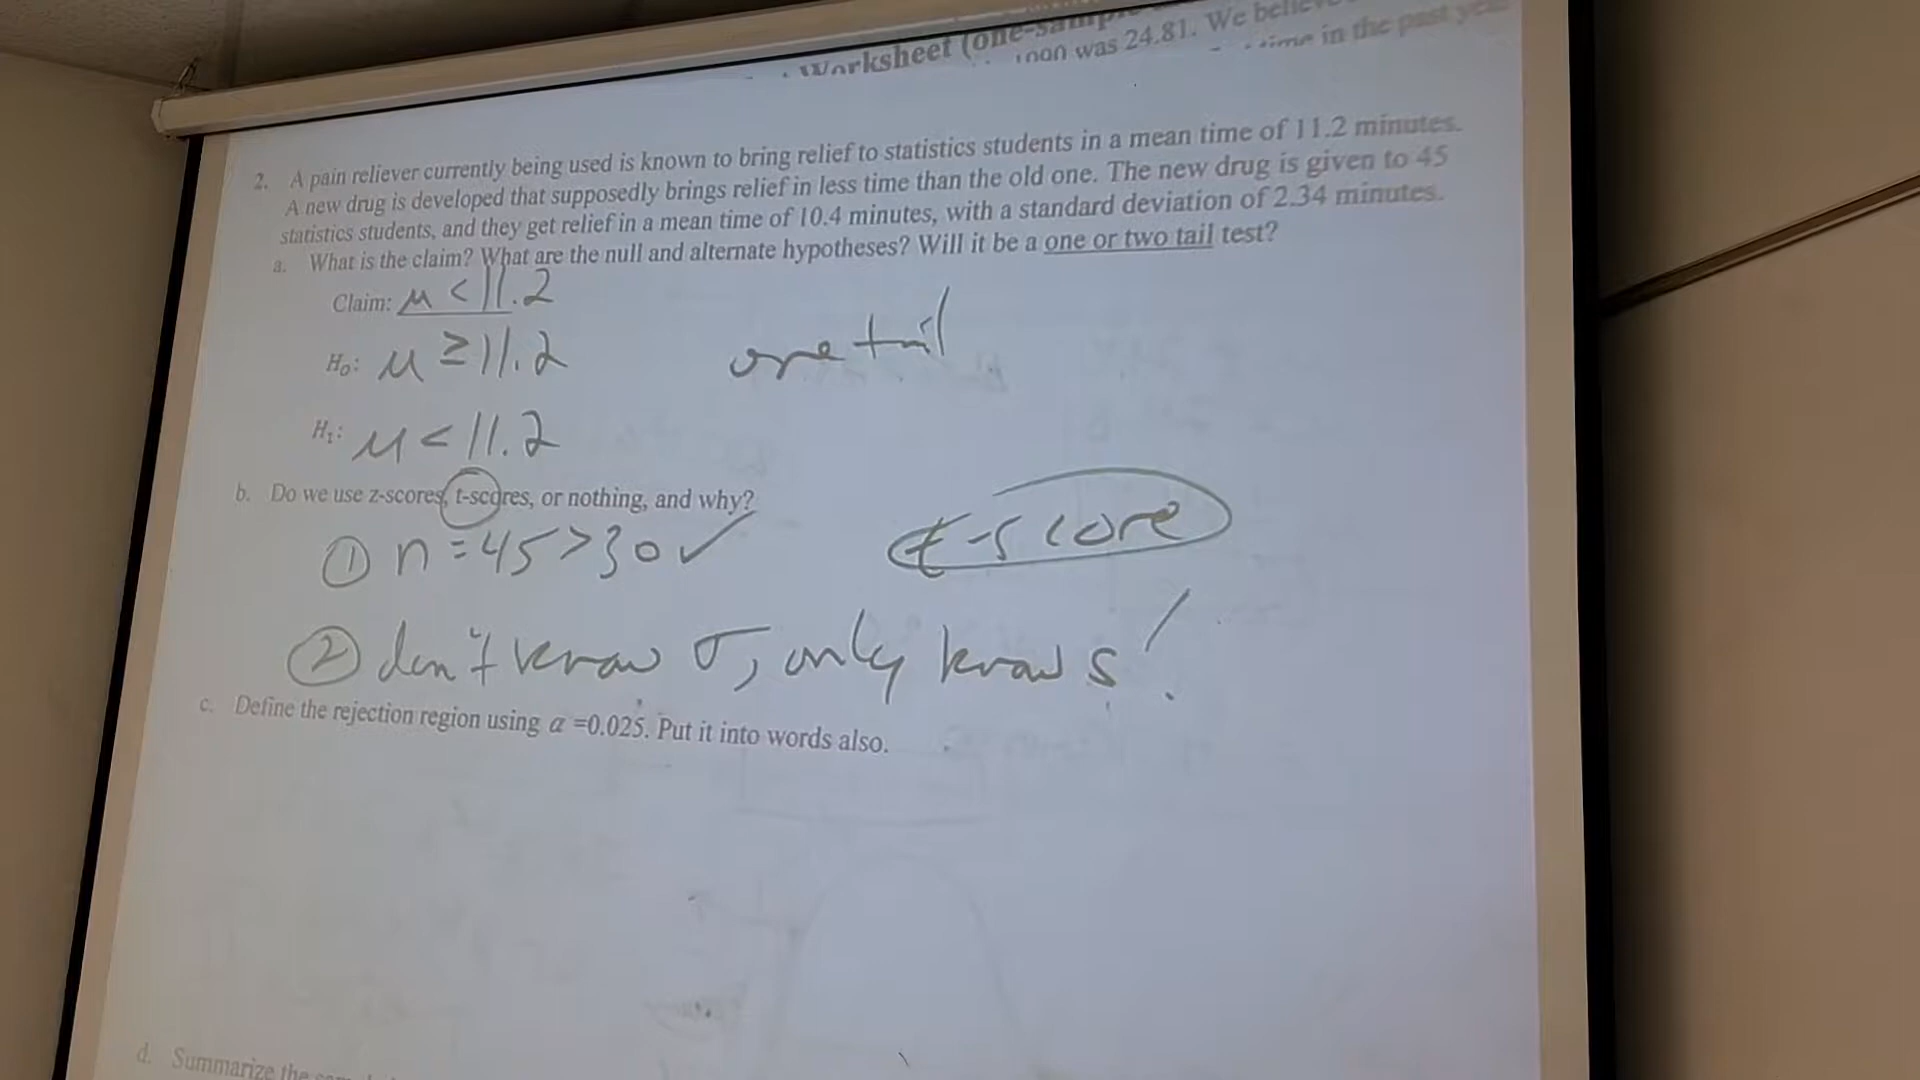 Worksheet (one-samp
was 24.81. We believe
time in the past year
2. A pain reliever currently being used is known to bring relief to statistics students in a mean time of 11.2 minutes.
A new drug is developed that supposedly brings relief in less time than the old one. The new drug is given to 45
statistics students, and they get relief in a mean time of 10.4 minutes, with a standard deviation of 2.34 minutes.
a. What is the claim? What are the null and alternate hypotheses? Will it be a one or two tail test?
Claim: μ < 11.2
H₀: μ ≥ 11.2 one tail
H₁: μ < 11.2
b. Do we use z-scores, t-scores, or nothing, and why?
① n = 45 > 30 ✓ t-score
② don't know σ, only know s!
c. Define the rejection region using α =0.025. Put it into words also.
d. Summarize the